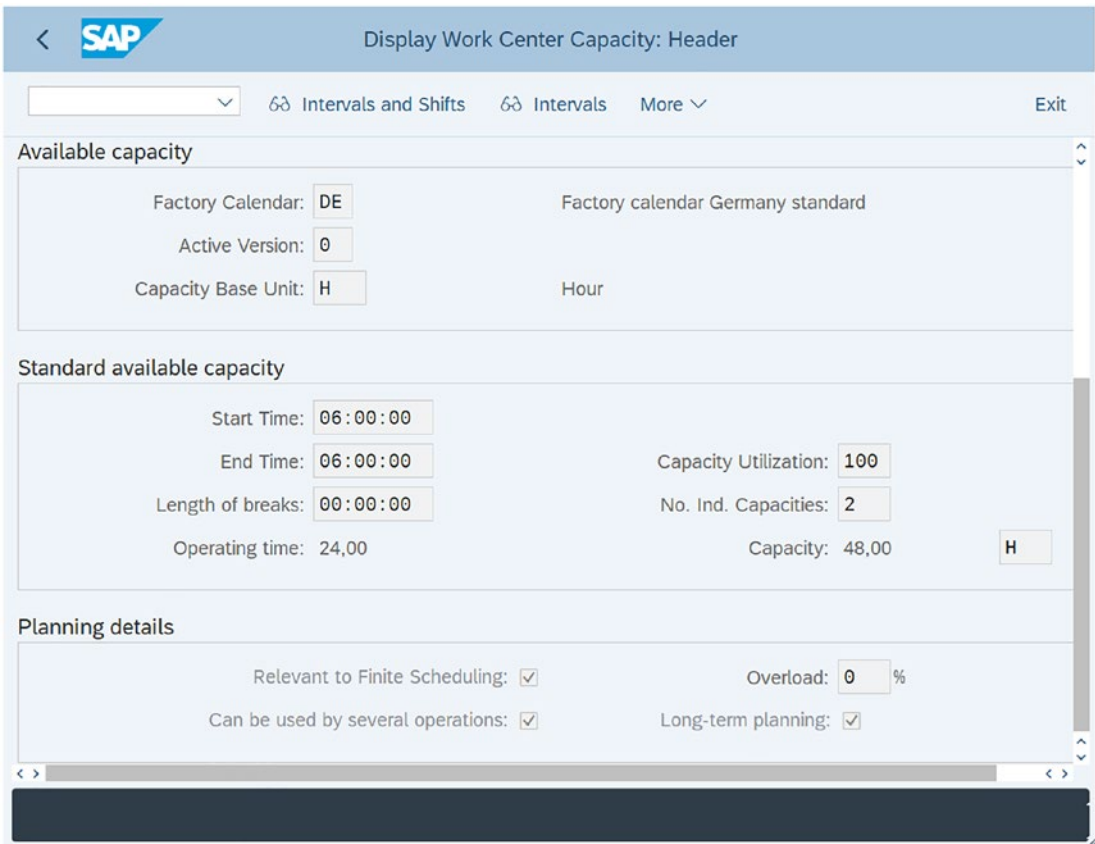 SAP Display Work Center Capacity: Header
Intervals and Shifts Intervals More Exit
Available capacity
Factory Calendar: DE Factory calendar Germany standard
Active Version: 0
Capacity Base Unit: H Hour
Standard available capacity
Start Time: 06:00:00
End Time: 06:00:00 Capacity Utilization: 100
Length of breaks: 00:00:00 No. Ind. Capacities: 2
Operating time: 24,00 Capacity: 48,00 H
Planning details
Relevant to Finite Scheduling: Overload: 0 %
Can be used by several operations: Long-term planning: